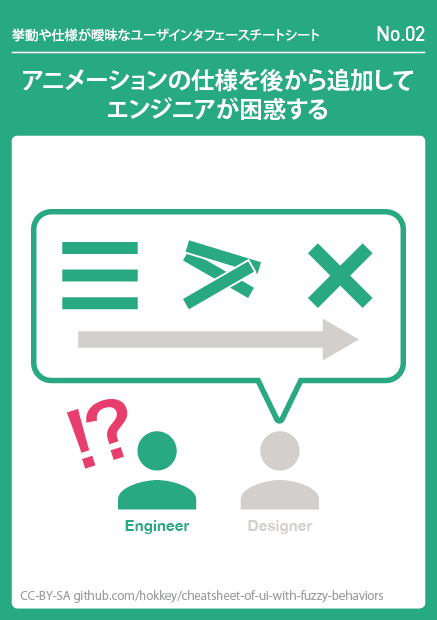 挙動や仕様が曖昧なユーザインタフェースチートシート
No.02
アニメーションの仕様を後から追加して
エンジニアが困惑する
!?
Engineer
Designer
CC-BY-SA github.com/hokkey/cheatsheet-of-ui-with-fuzzy-behaviors